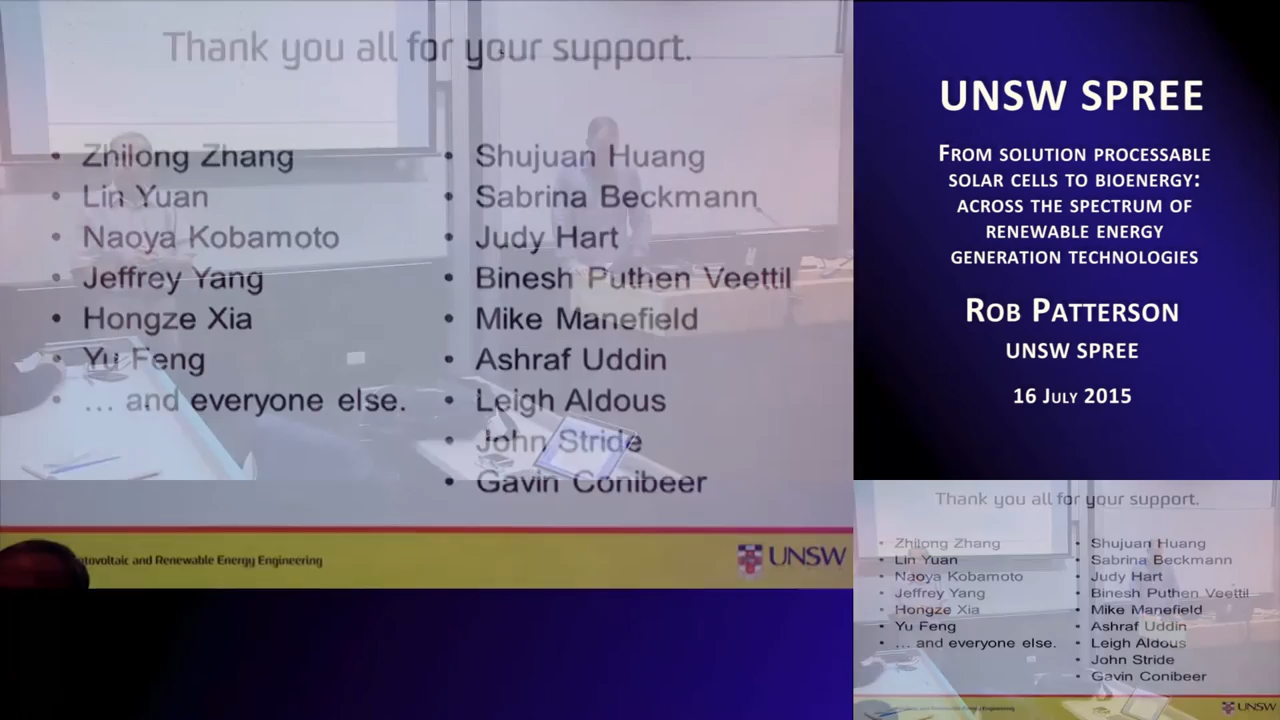 Thank you all for your support.
• Zhilong Zhang
• Lin Yuan
• Naoya Kobamoto
• Jeffrey Yang
• Hongze Xia
• Yu Feng
• ... and everyone else.
• Shujuan Huang
• Sabrina Beckmann
• Judy Hart
• Binesh Puthen Veettil
• Mike Manefield
• Ashraf Uddin
• Leigh Aldous
• John Stride
• Gavin Conibeer
and Renewable Energy Engineering
UNSW
UNSW SPREE
FROM SOLUTION PROCESSABLE
SOLAR CELLS TO BIOENERGY:
ACROSS THE SPECTRUM OF
RENEWABLE ENERGY
GENERATION TECHNOLOGIES
ROB PATTERSON
UNSW SPREE
16 JULY 2015
Thank you all for your support.
• Zhilong Zhang
• Lin Yuan
• Naoya Kobamoto
• Jeffrey Yang
• Hongze Xia
• Yu Feng
• ... and everyone else.
• Shujuan Huang
• Sabrina Beckmann
• Judy Hart
• Binesh Puthen Veettil
• Mike Manefield
• Ashraf Uddin
• Leigh Aldous
• John Stride
• Gavin Conibeer
UNSW